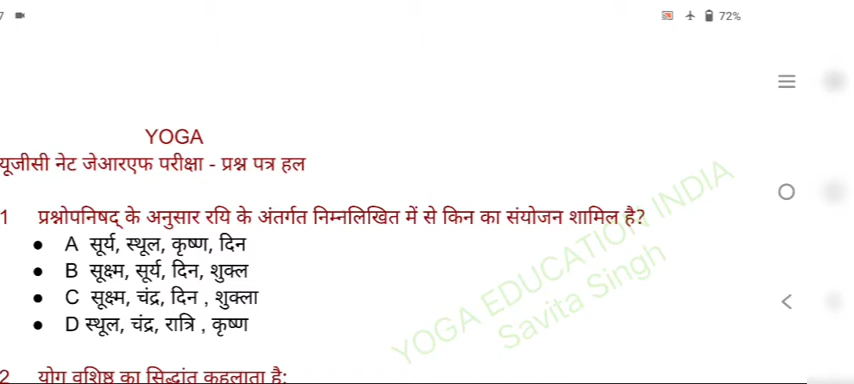 72%
YOGA
यूजीसी नेट जेआरएफ परीक्षा - प्रश्न पत्र हल
1 प्रश्नोपनिषद् के अनुसार रयि के अंतर्गत निम्नलिखित में से किन का संयोजन शामिल है?
● A सूर्य, स्थूल, कृष्ण, दिन
● B सूक्ष्म, सूर्य, दिन, शुक्ल
● C सूक्ष्म, चंद्र, दिन , शुक्ला
● D स्थूल, चंद्र, रात्रि , कृष्ण
YOGA EDUCATION INDIA
Savita Singh
2 योग वशिष्ठ का सिद्धांत कहलाता है: